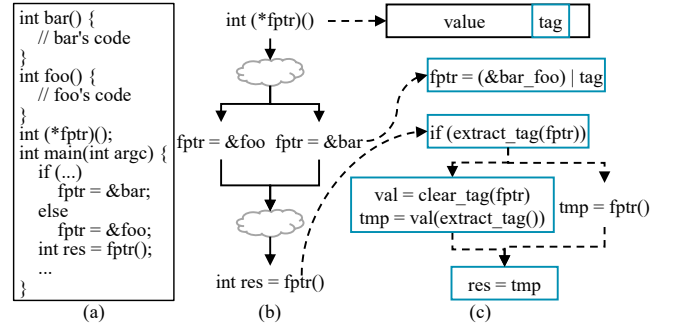 int bar() {
// bar's code
}
int foo() {
// foo's code
}
int (*fptr)();
int main(int argc) {
if (...)
fptr = &bar;
else
fptr = &foo;
int res = fptr();
...
}
(a)
int (*fptr)()
fptr = &foo
fptr = &bar
int res = fptr()
(b)
value
tag
fptr = (&bar_foo) | tag
if (extract_tag(fptr))
val = clear_tag(fptr)
tmp = val(extract_tag())
tmp = fptr()
res = tmp
(c)